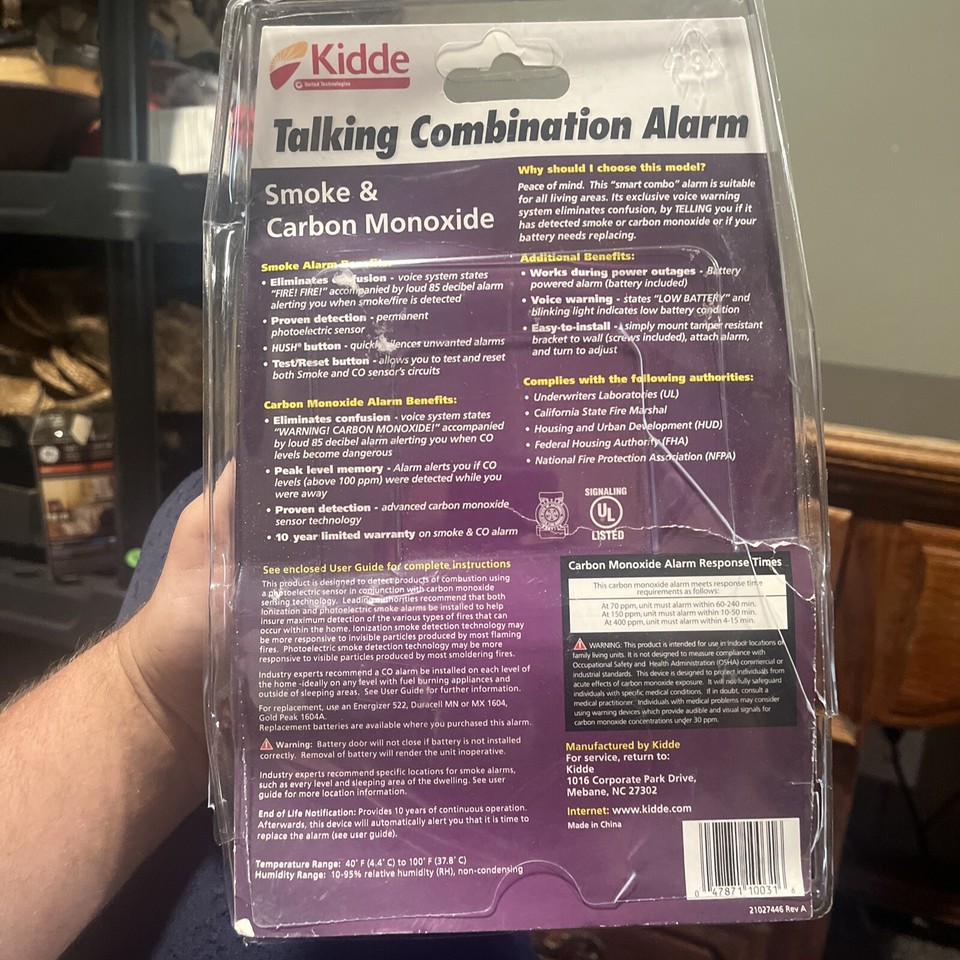 Kidde
United Technologies
Talking Combination Alarm
Smoke &
Carbon Monoxide
Why should I choose this model?
Peace of mind. This "smart combo" alarm is suitable
for all living areas. Its exclusive voice warning
system eliminates confusion, by TELLING you if it
has detected smoke or carbon monoxide or if your
battery needs replacing.
Smoke Alarm Benefits:
• Eliminates confusion - voice system states
"FIRE! FIRE!" accompanied by loud 85 decibel alarm
alerting you when smoke/fire is detected
• Proven detection - permanent
photoelectric sensor
• HUSH® button - quickly silences unwanted alarms
• Test/Reset button - allows you to test and reset
both Smoke and CO sensor's circuits
Carbon Monoxide Alarm Benefits:
• Eliminates confusion - voice system states
"WARNING! CARBON MONOXIDE!" accompanied
by loud 85 decibel alarm alerting you when CO
levels become dangerous
• Peak level memory - Alarm alerts you if CO
levels (above 100 ppm) were detected while you
were away
• Proven detection - advanced carbon monoxide
sensor technology
• 10 year limited warranty on smoke & CO alarm
Additional Benefits:
• Works during power outages - Battery
powered alarm (battery included)
• Voice warning - states "LOW BATTERY" and
blinking light indicates low battery condition
• Easy-to-install - simply mount tamper resistant
bracket to wall (screws included), attach alarm,
and turn to adjust
Complies with the following authorities:
• Underwriters Laboratories (UL)
• California State Fire Marshal
• Housing and Urban Development (HUD)
• Federal Housing Authority (FHA)
• National Fire Protection Association (NFPA)
SIGNALING
UL
LISTED
See enclosed User Guide for complete instructions
This product is designed to detect products of combustion using
a photoelectric sensor in conjunction with carbon monoxide
sensing technology. Leading authorities recommend that both
Ionization and photoelectric smoke alarms be installed to help
insure maximum detection of the various types of fires that can
occur within the home. Ionization smoke detection technology may
be more responsive to invisible particles produced by most flaming
fires. Photoelectric smoke detection technology may be more
responsive to visible particles produced by most smoldering fires.
Industry experts recommend a CO alarm be installed on each level of
the home -ideally on any level with fuel burning appliances and
outside of sleeping areas. See User Guide for further information.
For replacement, use an Energizer 522, Duracell MN or MX 1604,
Gold Peak 1604A.
Replacement batteries are available where you purchased this alarm.
Warning: Battery door will not close if battery is not installed
correctly. Removal of battery will render the unit inoperative.
Industry experts recommend specific locations for smoke alarms,
such as every level and sleeping area of the dwelling. See user
guide for more location information.
End of Life Notification: Provides 10 years of continuous operation.
Afterwards, this device will automatically alert you that it is time to
replace the alarm (see user guide).
Temperature Range: 40˚ F (4.4˚ C) to 100˚ F (37.8˚ C)
Humidity Range: 10-95% relative humidity (RH), non-condensing
Carbon Monoxide Alarm Response Times
This carbon monoxide alarm meets response time
requirements as follows:
At 70 ppm, unit must alarm within 60-240 min.
At 150 ppm, unit must alarm within 10-50 min.
At 400 ppm, unit must alarm within 4-15 min.
WARNING: This product is intended for use in indoor locations of
family living units. It is not designed to measure compliance with
Occupational Safety and Health Administration (OSHA) commercial or
industrial standards. This device is designed to protect individuals from
acute effects of carbon monoxide exposure. It will not fully safeguard
individuals with specific medical conditions. If in doubt, consult a
medical practitioner. Individuals with medical problems may consider
using warning devices which provide audible and visual signals for
carbon monoxide concentrations under 30 ppm.
Manufactured by Kidde
For service, return to:
Kidde
1016 Corporate Park Drive,
Mebane, NC 27302
Internet: www.kidde.com
Made in China
0 47871 10031 6
21027446 Rev A